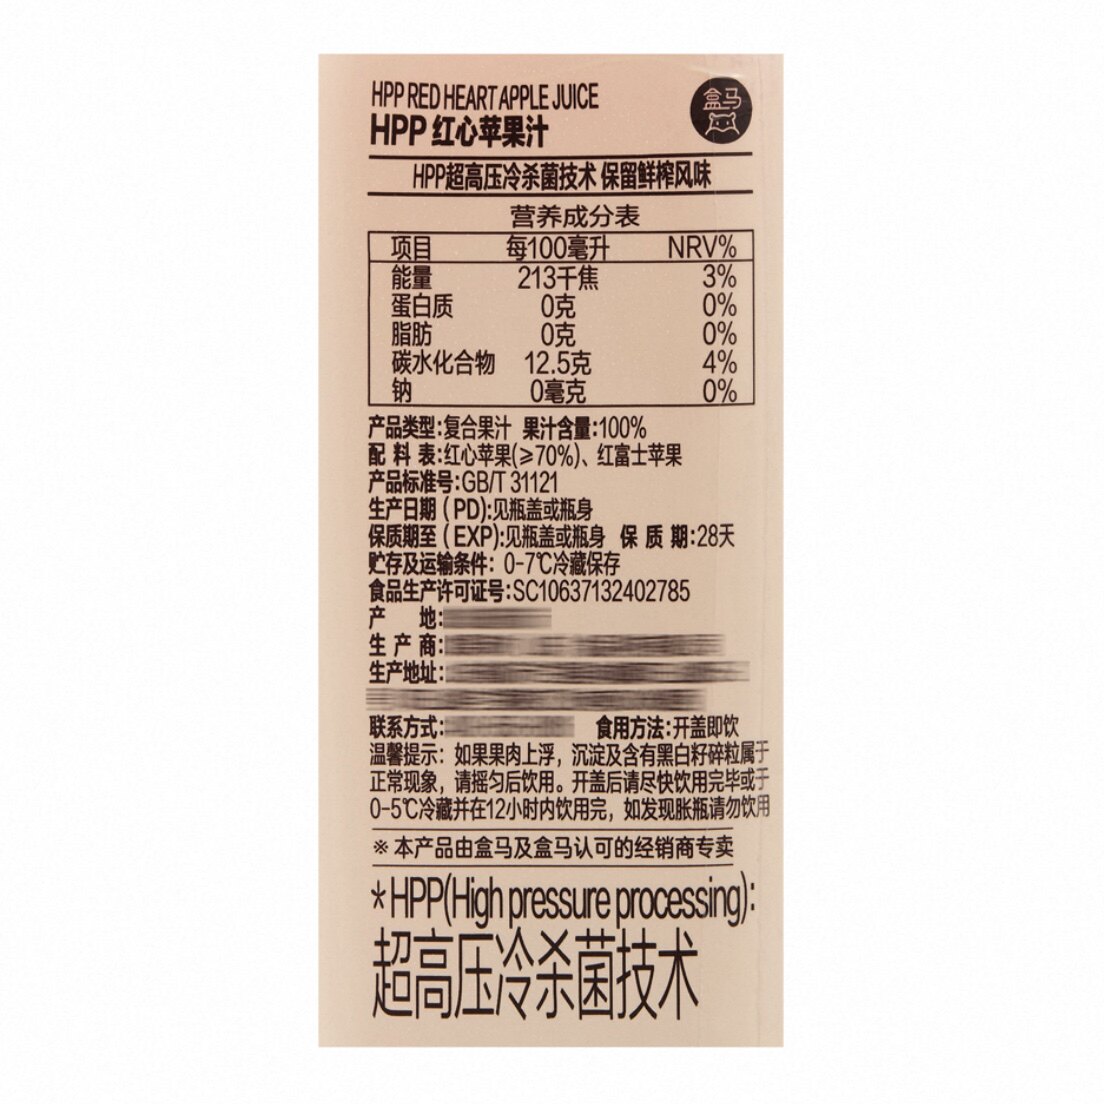 HPP RED HEART APPLE JUICE
盒马
HPP 红心苹果汁
HPP超高压冷杀菌技术 保留鲜榨风味
营养成分表
项目 每100毫升 NRV%
能量 213千焦 3%
蛋白质 0克 0%
脂肪 0克 0%
碳水化合物 12.5克 4%
钠 0毫克 0%
产品类型:复合果汁 果汁含量:100%
配 料 表:红心苹果(≥70%)、红富士苹果
产品标准号:GB/T 31121
生产日期 ( PD):见瓶盖或瓶身
保质期至 ( EXP):见瓶盖或瓶身 保 质 期:28天
贮存及运输条件: 0-7℃冷藏保存
食品生产许可证号:SC10637132402785
产 地:
生 产 商:
生产地址:
联系方式: 食用方法:开盖即饮
温馨提示: 如果果肉上浮，沉淀及含有黑白籽碎粒属于
正常现象，请摇匀后饮用。开盖后请尽快饮用完毕或于
0-5℃冷藏并在12小时内饮用完，如发现胀瓶请勿饮用
※ 本产品由盒马及盒马认可的经销商专卖
*HPP(High pressure processing):
超高压冷杀菌技术